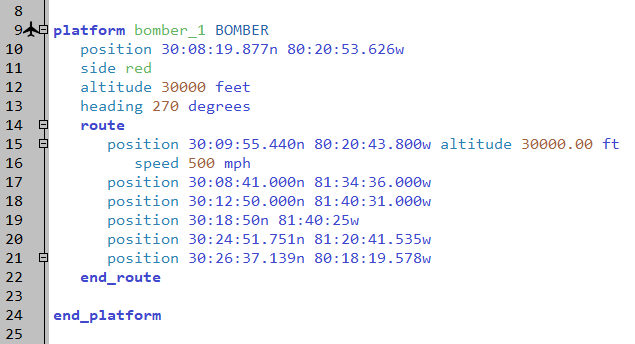 8
9 platform bomber_1 BOMBER
10 position 30:08:19.877n 80:20:53.626w
11 side red
12 altitude 30000 feet
13 heading 270 degrees
14 route
15 position 30:09:55.440n 80:20:43.800w altitude 30000.00 ft
16 speed 500 mph
17 position 30:08:41.000n 81:34:36.000w
18 position 30:12:50.000n 81:40:31.000w
19 position 30:18:50n 81:40:25w
20 position 30:24:51.751n 81:20:41.535w
21 position 30:26:37.139n 80:18:19.578w
22 end_route
23
24 end_platform
25